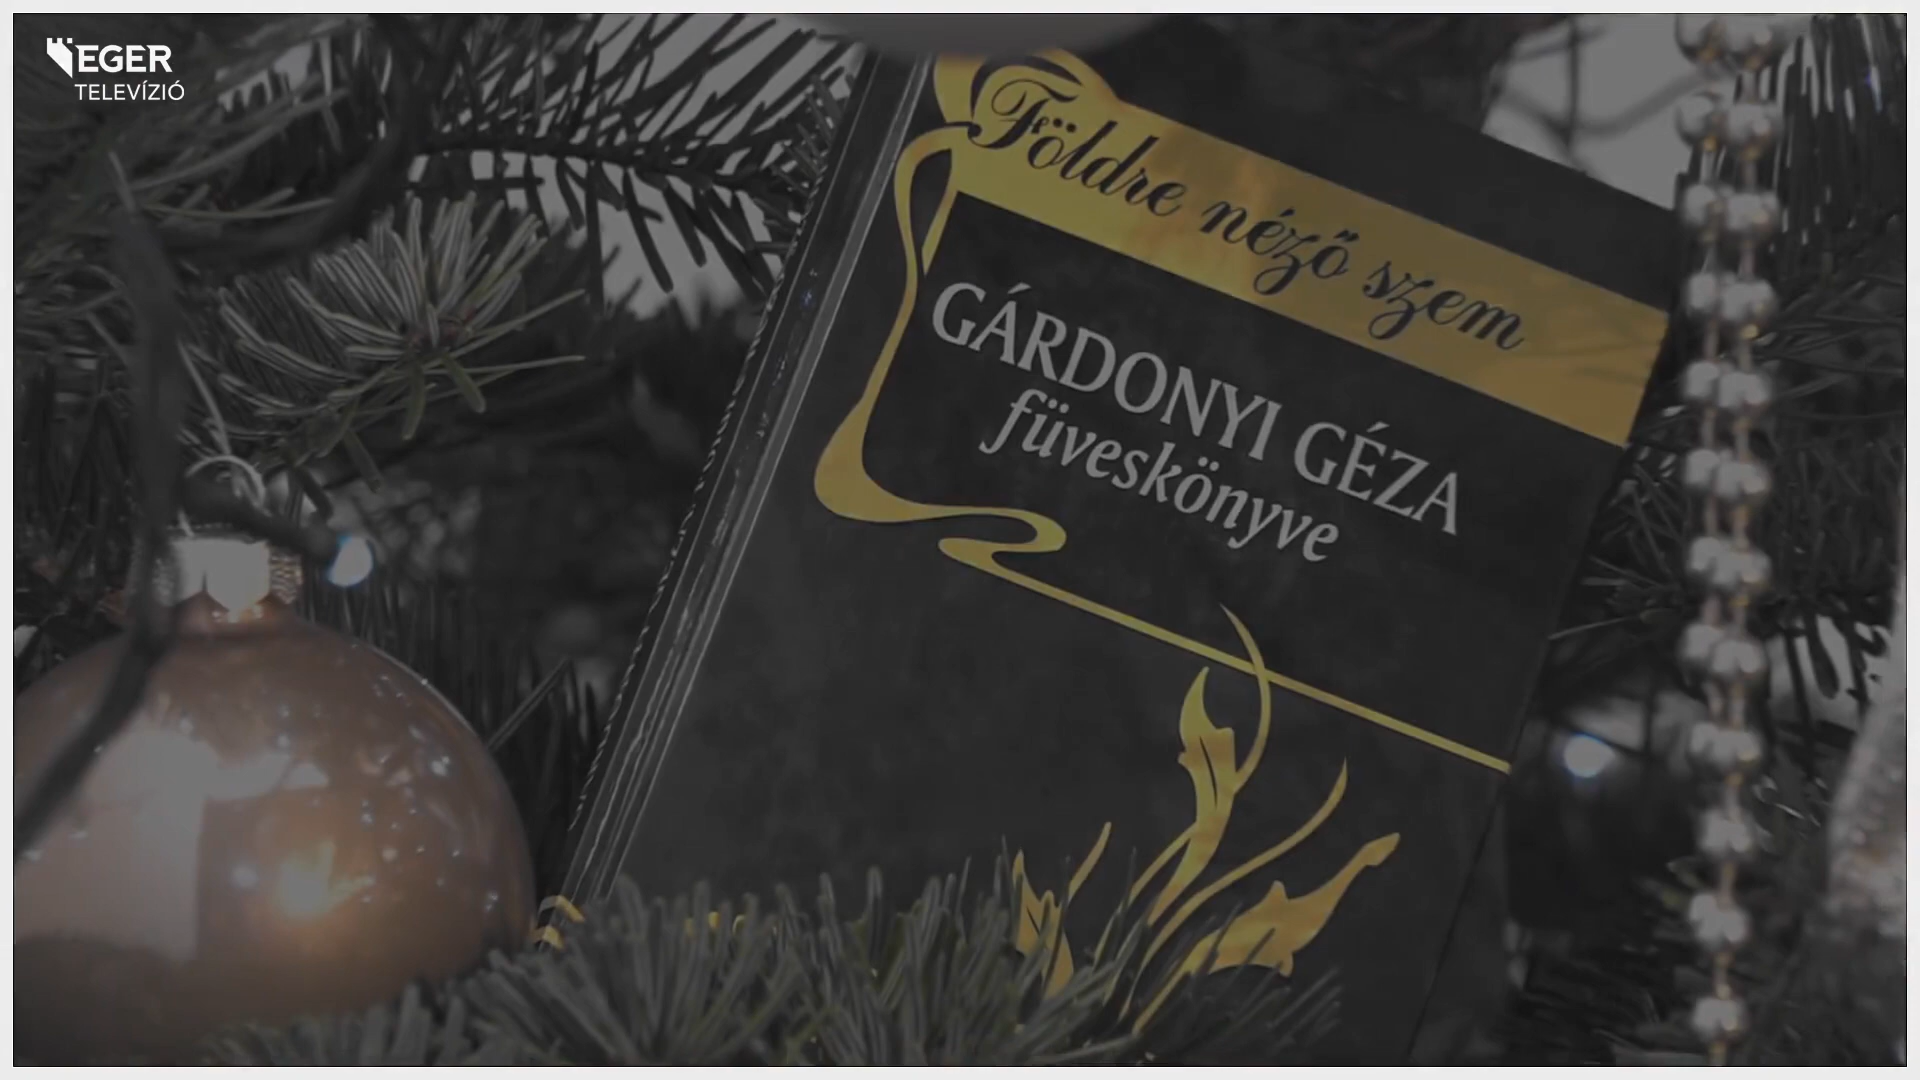 EGER
TELEVÍZIÓ
Földre néző szem
GÁRDONYI GÉZA
füveskönyve